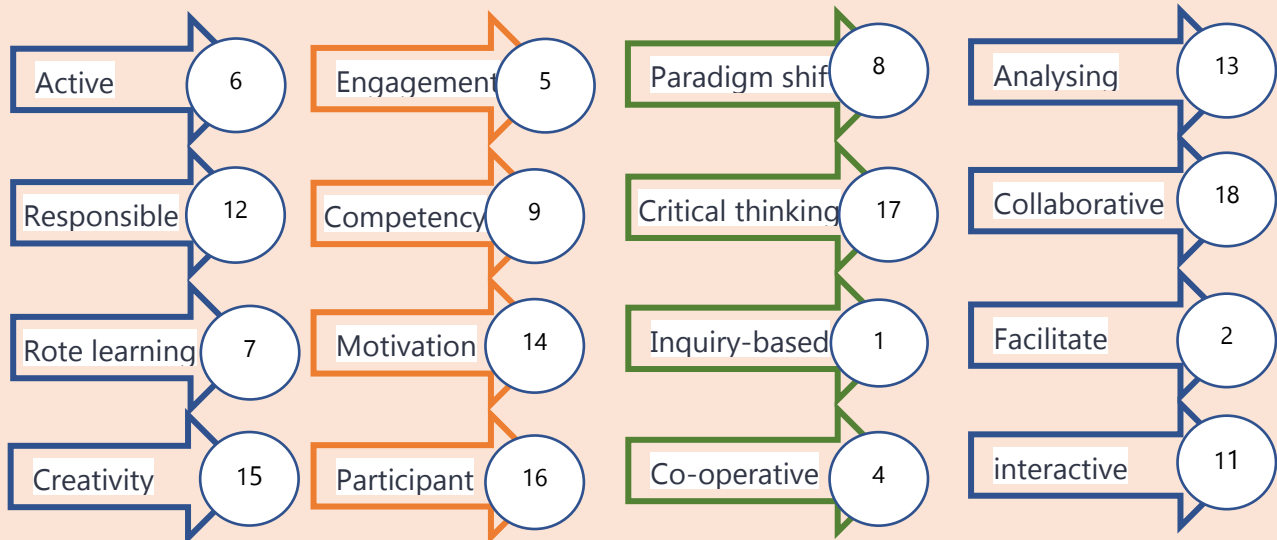 Active 6 Engagement 5 Paradigm shif 8 Analysing 13
Responsible 12 Competency 9 Critical thinking 17 Collaborative 18
Rote learning 7 Motivation 14 Inquiry-based 1 Facilitate 2
Creativity 15 Participant 16 Co-operative 4 interactive 11